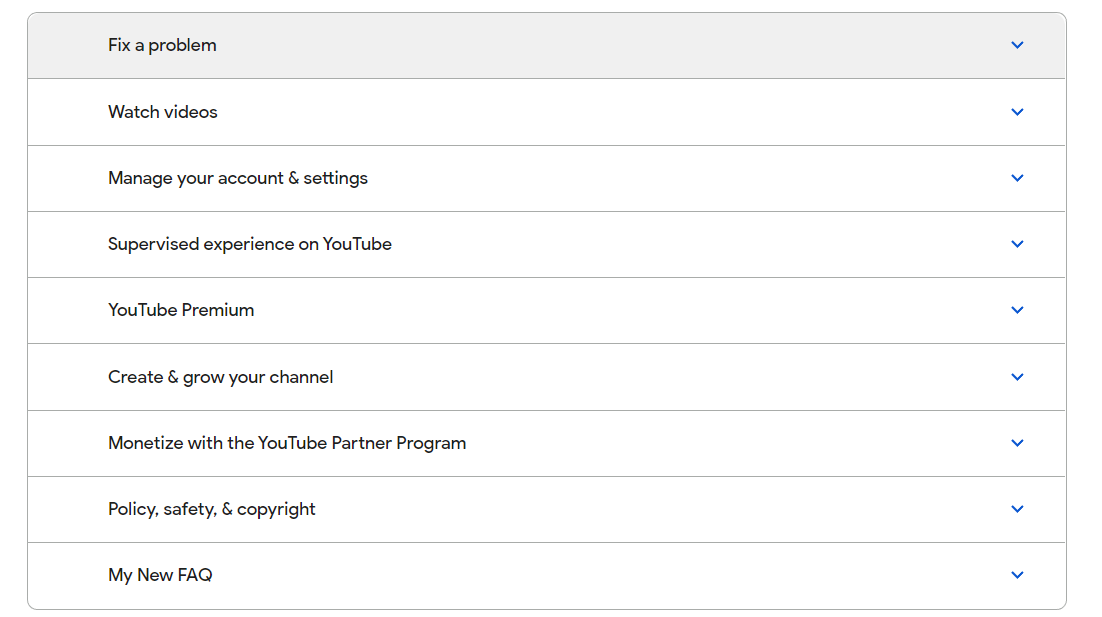 Fix a problem
Watch videos
Manage your account & settings
Supervised experience on YouTube
YouTube Premium
Create & grow your channel
Monetize with the YouTube Partner Program
Policy, safety, & copyright
My New FAQ